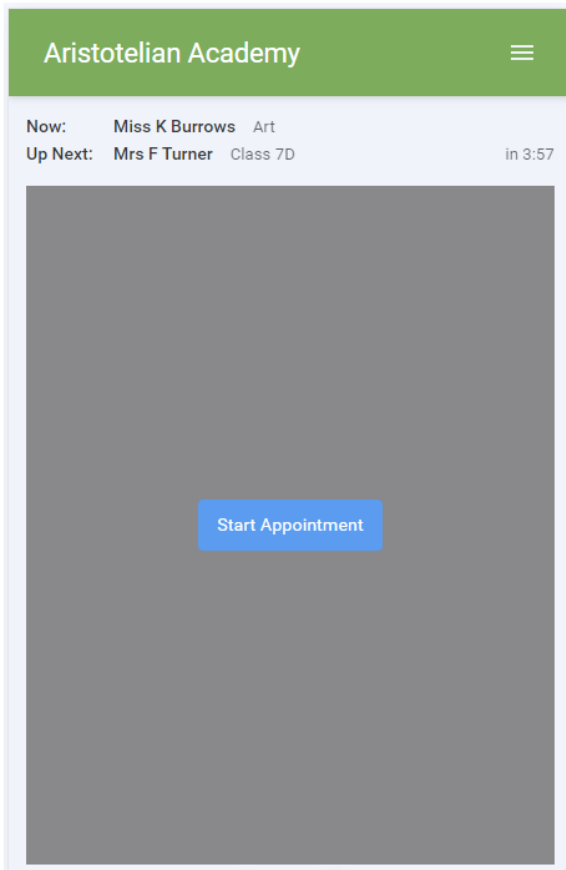 Aristotelian Academy
Now: Miss K Burrows Art
Up Next: Mrs F Turner Class 7D in 3:57
Start Appointment